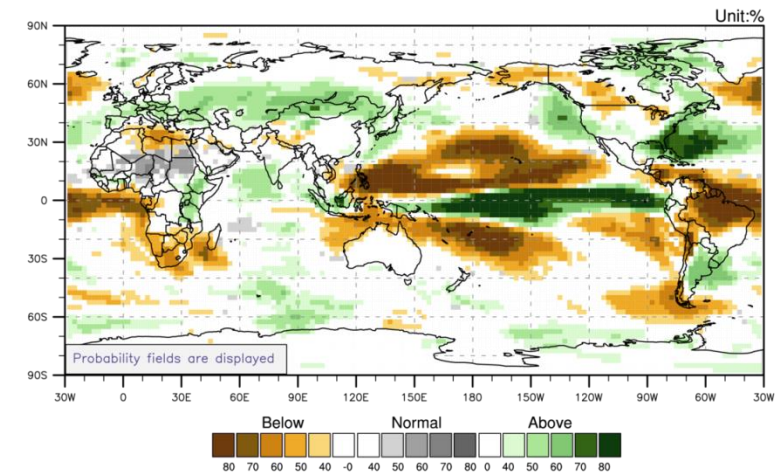 Unit:%
90N
60N
30N
0
30S
60S
90S
Probability fields are displayed
30W 0 30E 60E 90E 120E 150E 180 150W 120W 90W 60W 30W
Below Normal Above
80 70 60 50 40 -0 40 50 60 70 80 0 40 50 60 70 80